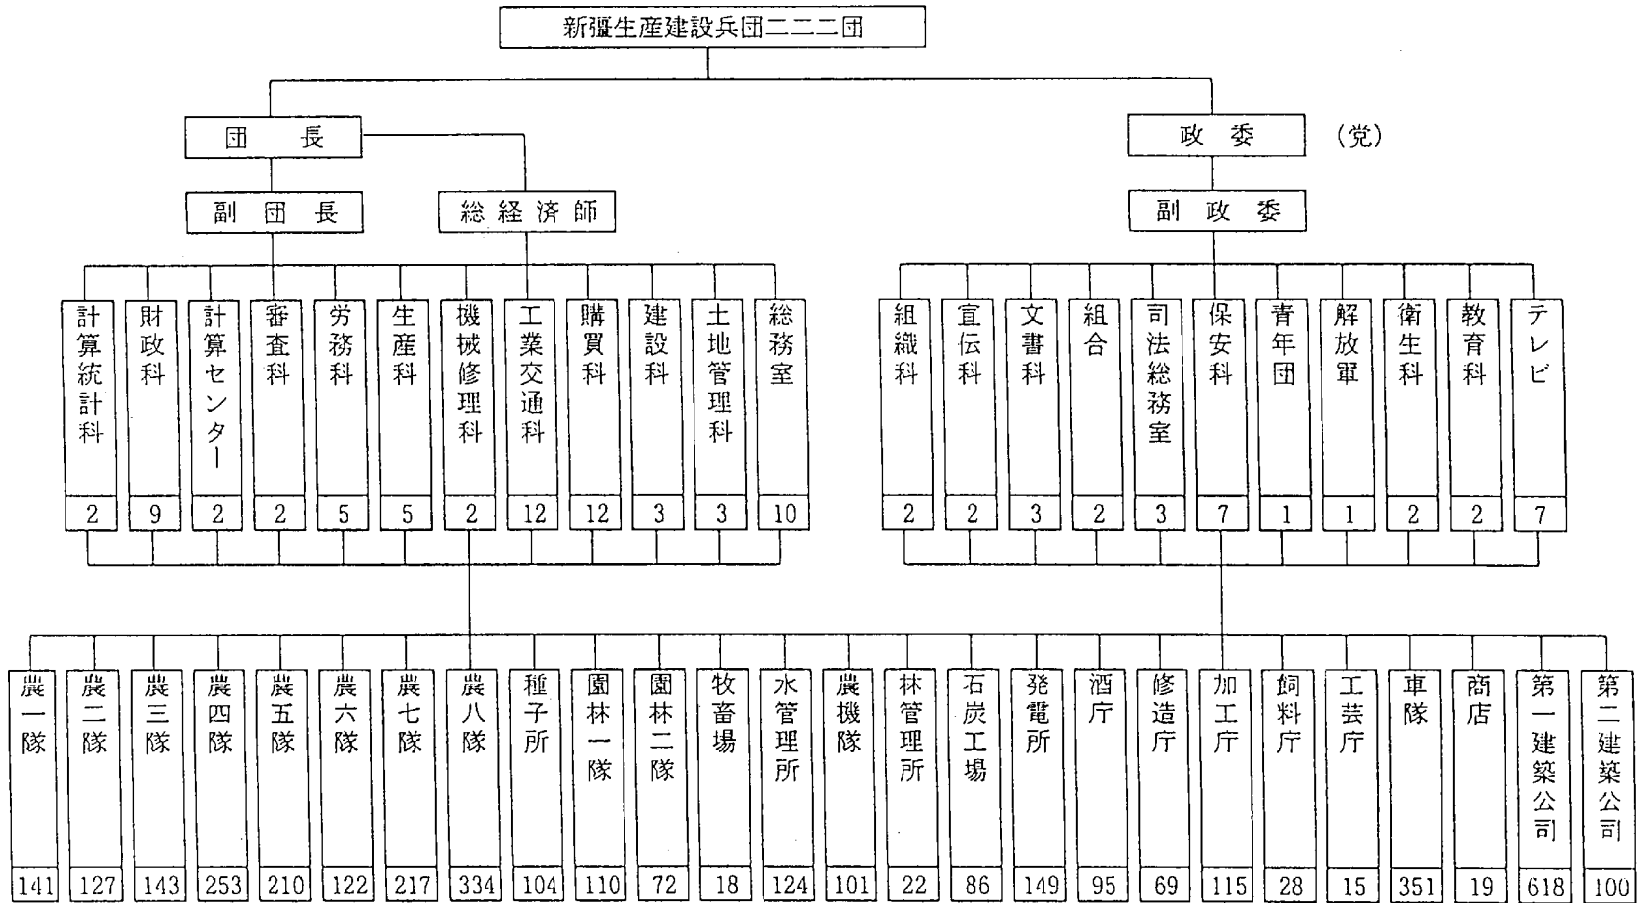 新彊生産建設兵団二二二団
団長
政委
(党)
副団長
総経済師
副政委
計算統計科
財政科
計算センター
審査科
労務科
生産科
機械修理科
工業交通科
購買科
建設科
土地管理科
総務室
組織科
宣伝科
文書科
組合
司法総務室
保安科
青年団
解放軍
衛生科
教育科
テレビ
2
9
2
2
5
5
2
12
12
3
3
10
2
2
3
2
3
7
1
1
2
2
7
農一隊
農二隊
農三隊
農四隊
農五隊
農六隊
農七隊
農八隊
種子所
園林一隊
園林二隊
牧畜場
水管理所
農機隊
林管理所
石炭工場
発電所
酒庁
修造庁
加工庁
飼料庁
工芸庁
車隊
商店
第一建築公司
第二建築公司
141
127
143
253
210
122
217
334
104
110
72
18
124
101
22
86
149
95
69
115
28
15
351
19
618
100